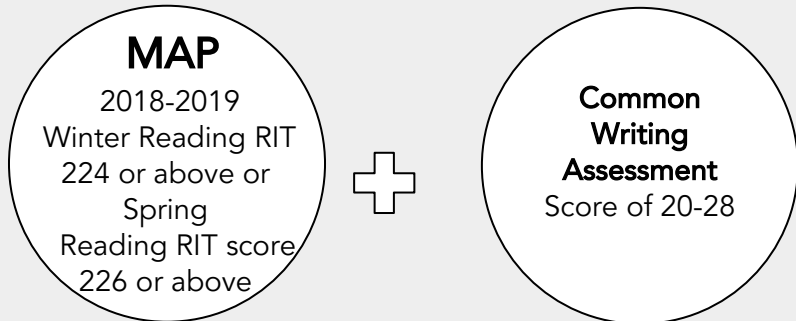 MAP
2018-2019
Winter Reading RIT
224 or above or
Spring
Reading RIT score
226 or above
Common
Writing
Assessment
Score of 20-28